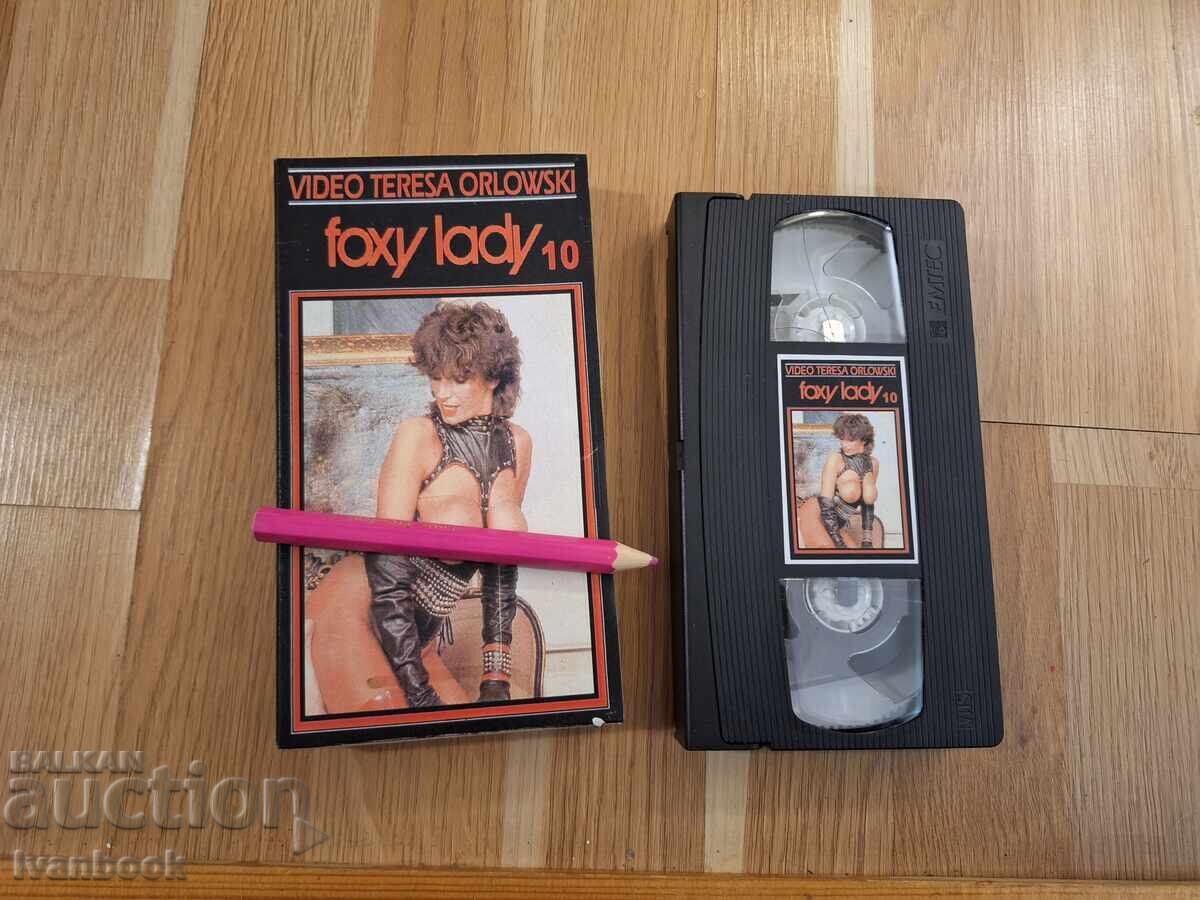 VIDEO TERESA ORLOWSKI
foxy lady 10
EMTEC
VIDEO TERESA ORLOWSKI
foxy lady 10
VHS
BALKAN
auction
Ivanbook